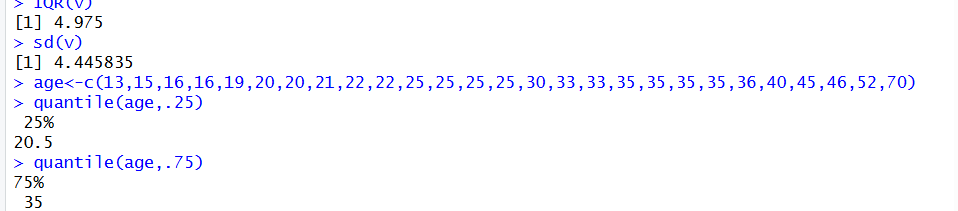 > IQR(v)
[1] 4.975
> sd(v)
[1] 4.445835
> age<-c(13,15,16,16,19,20,20,21,22,22,25,25,25,25,30,33,33,35,35,35,35,36,40,45,46,52,70)
> quantile(age,.25)
 25%
20.5
> quantile(age,.75)
75%
 35